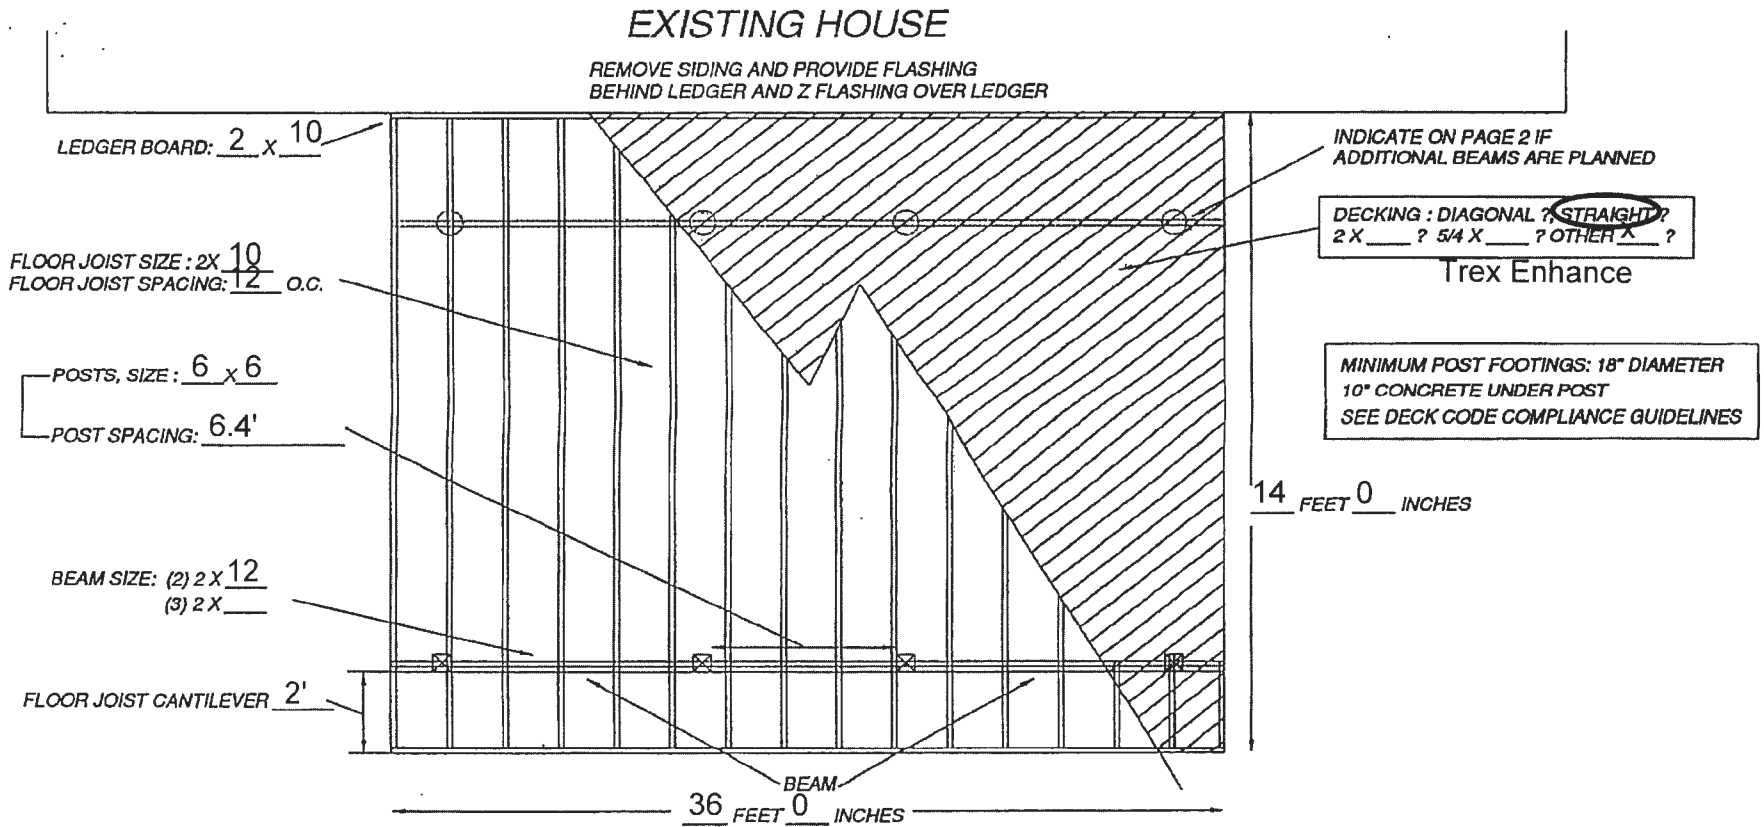 EXISTING HOUSE
REMOVE SIDING AND PROVIDE FLASHING
BEHIND LEDGER AND Z FLASHING OVER LEDGER
LEDGER BOARD: 2 X 10
INDICATE ON PAGE 2 IF
ADDITIONAL BEAMS ARE PLANNED
DECKING : DIAGONAL ?, STRAIGHT ?
2 X ____ ? 5/4 X ____ ? OTHER X ?
Trex Enhance
FLOOR JOIST SIZE : 2X 10
FLOOR JOIST SPACING: 12 O.C.
POSTS, SIZE : 6 X 6
POST SPACING: 6.4'
MINIMUM POST FOOTINGS: 18" DIAMETER
10" CONCRETE UNDER POST
SEE DECK CODE COMPLIANCE GUIDELINES
14 FEET 0 INCHES
BEAM SIZE: (2) 2 X 12
(3) 2 X ____
FLOOR JOIST CANTILEVER 2'
BEAM
36 FEET 0 INCHES